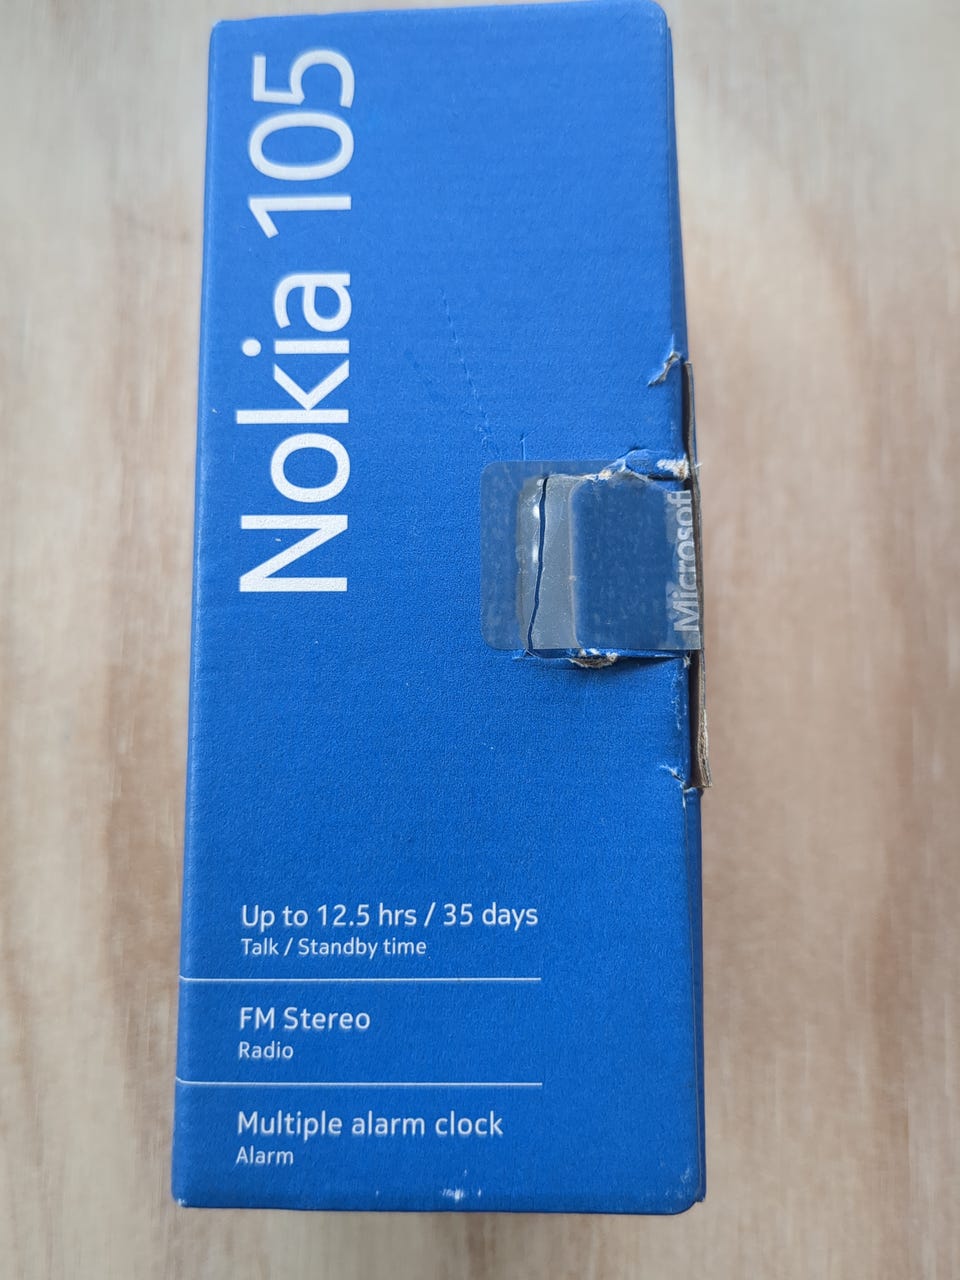 Nokia 105
Microsoft
Up to 12.5 hrs / 35 days
Talk / Standby time
FM Stereo
Radio
Multiple alarm clock
Alarm